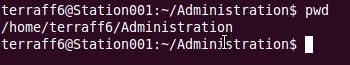 terraff6@Station001:~/Administration$ pwd
/home/terraff6/Administration
terraff6@Station001:~/Administration$